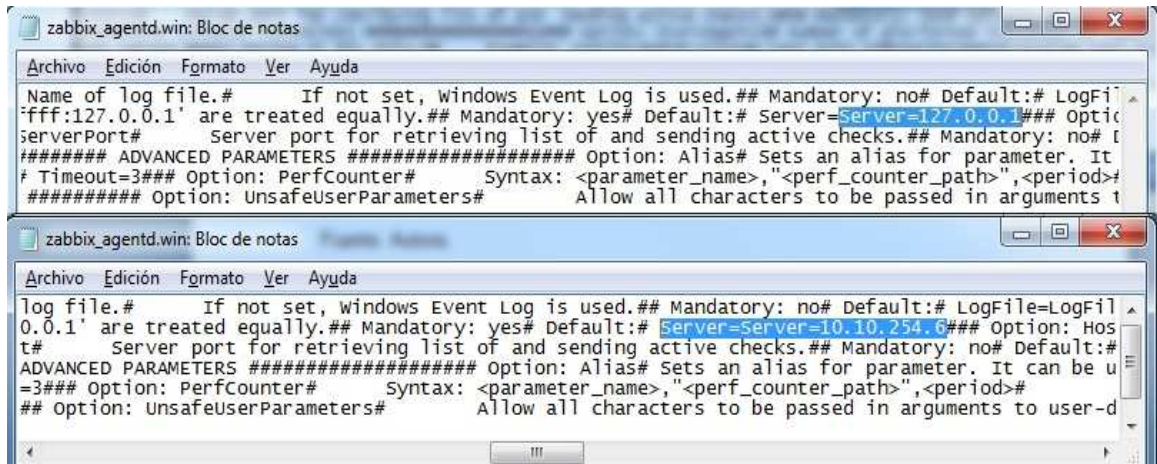 zabbix_agentd.win: Bloc de notas
Archivo Edición Formato Ver Ayuda
Name of log file.# If not set, Windows Event Log is used.## Mandatory: no# Default:# LogFil
ffff:127.0.0.1' are treated equally.## Mandatory: yes# Default:# Server=Server=127.0.0.1### Optio
ServerPort# Server port for retrieving list of and sending active checks.## Mandatory: no# D
######## ADVANCED PARAMETERS #################### Option: Alias# Sets an alias for parameter. It
# Timeout=3### Option: PerfCounter# Syntax: <parameter_name>,"<perf_counter_path>",<period>#
########## Option: UnsafeUserParameters# Allow all characters to be passed in arguments t
zabbix_agentd.win: Bloc de notas
Archivo Edición Formato Ver Ayuda
log file.# If not set, Windows Event Log is used.## Mandatory: no# Default:# LogFile=LogFil
0.0.1' are treated equally.## Mandatory: yes# Default:# Server=Server=10.10.254.6### Option: Hos
t# Server port for retrieving list of and sending active checks.## Mandatory: no# Default:#
ADVANCED PARAMETERS #################### Option: Alias# Sets an alias for parameter. It can be u
=3### Option: PerfCounter# Syntax: <parameter_name>,"<perf_counter_path>",<period>#
## Option: UnsafeUserParameters# Allow all characters to be passed in arguments to user-d